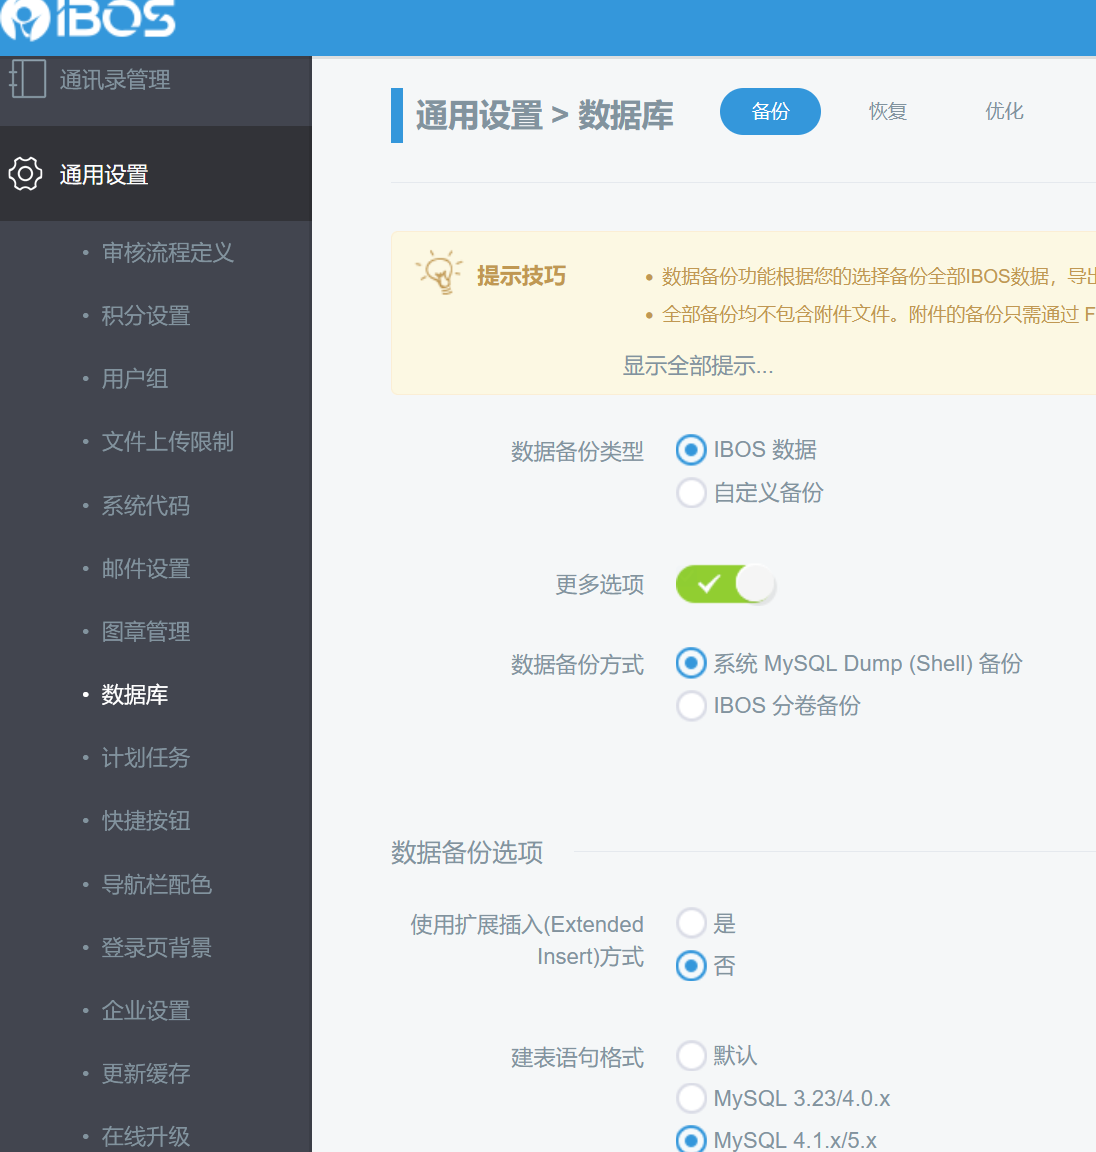 IBOS
通讯录管理
通用设置
审核流程定义
积分设置
用户组
文件上传限制
系统代码
邮件设置
图章管理
数据库
计划任务
快捷按钮
导航栏配色
登录页背景
企业设置
更新缓存
在线升级
通用设置 > 数据库
备份
恢复
优化
提示技巧
数据备份功能根据您的选择备份全部IBOS数据，导出
全部备份均不包含附件文件。附件的备份只需通过 F
显示全部提示...
数据备份类型
IBOS 数据
自定义备份
更多选项
数据备份方式
系统 MySQL Dump (Shell) 备份
IBOS 分卷备份
数据备份选项
使用扩展插入(Extended
Insert)方式
是
否
建表语句格式
默认
MySQL 3.23/4.0.x
MySQL 4.1.x/5.x